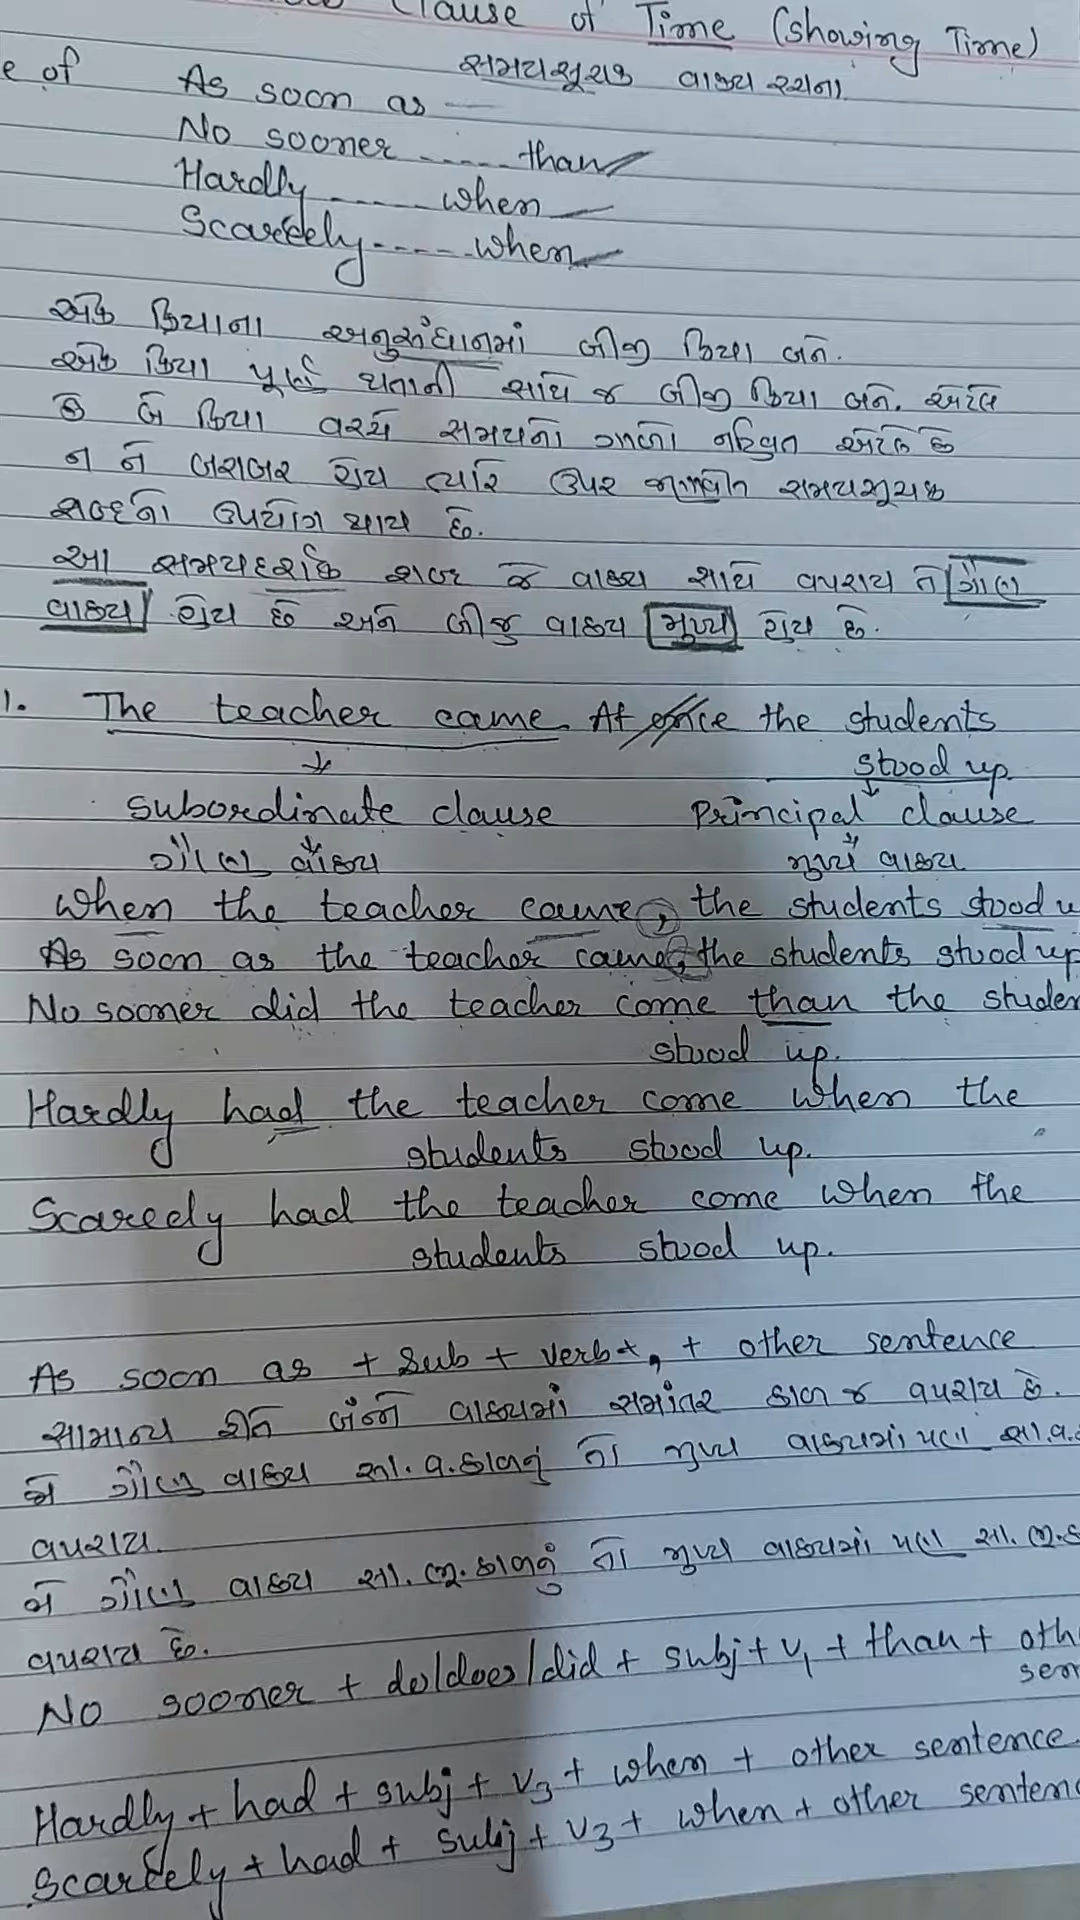 Clause of Time (showing Time)
e of As soon as — સમયસૂચક વાક્ય રચના
No sooner ..... than
Hardly ..... when
Scarcely ..... when
એક ક્રિયાના અનુસંધાનમાં બીજી ક્રિયા બને.
એક ક્રિયા પૂર્ણ થતાની સાથે જ બીજી ક્રિયા બને. એટલે
કે બે ક્રિયા વચ્ચે સમયનો ગાળો નહિવત એટલે કે
ન ને બરાબર હોય ત્યારે ઉપર સમયસૂચક
શબ્દનો ઉપયોગ થાય છે.
આ સમયદર્શક શબ્દ જે વાક્ય સાથે વપરાય તે ગૌણ
વાક્ય હોય છે અને બીજુ વાક્ય મુખ્ય હોય છે.
1. The teacher came. At once the students
stood up.
subordinate clause Principal clause
ગૌણ વાક્ય મુખ્ય વાક્ય
When the teacher came, the students stood u
As soon as the teacher came, the students stood up
No sooner did the teacher come than the studen
stood up.
Hardly had the teacher come when the
students stood up.
Scarcely had the teacher come when the
students stood up.
As soon as + Sub + verb+, + other sentence
સામાન્ય રીતે બંને વાક્યમાં સમાંતર કાળ જ વપરાય છે.
જો ગૌણ વાક્ય સા. વ. કાળનું તો મુખ્ય વાક્યમાં પણ સા.વ.
વપરાય.
જો ગૌણ વાક્ય સા. ભૂ. કાળનું તો મુખ્ય વાક્યમાં પણ સા. ભૂ.ક
વપરાય છે.
No sooner + do/does/did + subj + v1 + than + oth
sen
Hardly + had + subj + v3 + when + other sentence.
Scarcely + had + subj + v3 + when + other sentenc